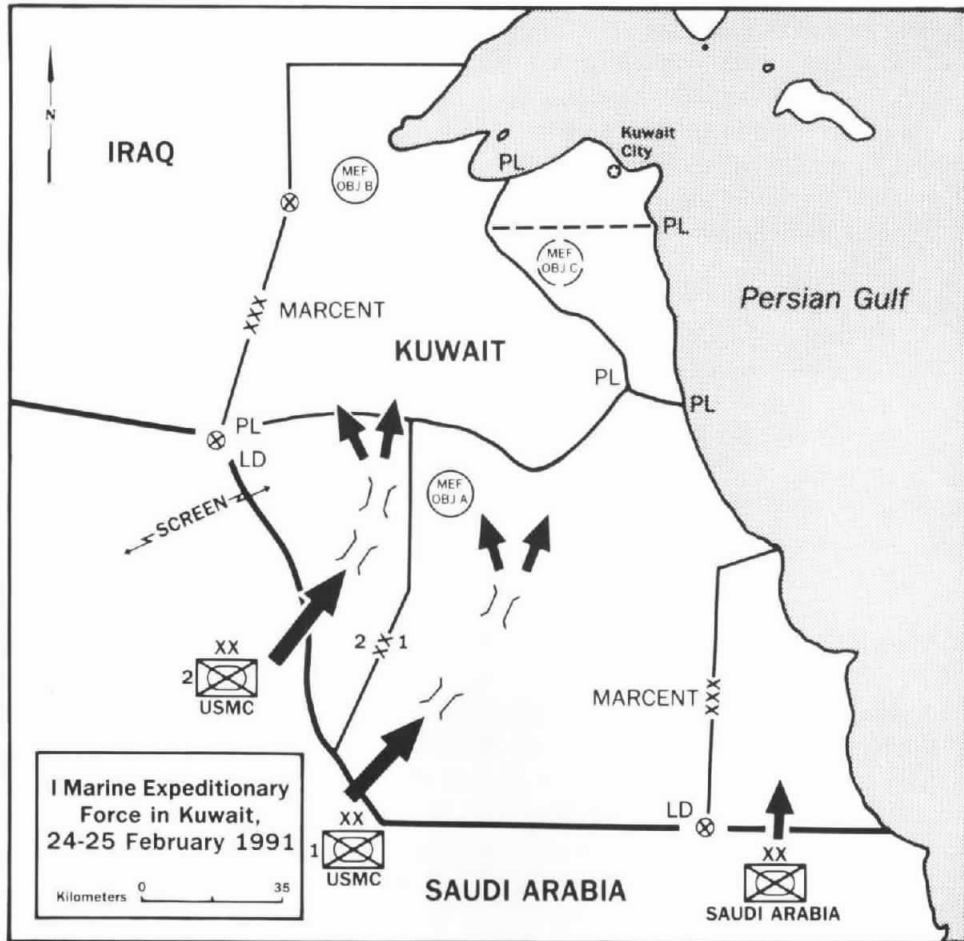 N
IRAQ
MEF
OBJ B
PL
Kuwait
City
PL
MEF
OBJ C
Persian Gulf
XXX
MARCENT
KUWAIT
PL
PL
PL
LD
MEF
OBJ A
SCREEN
2 XX 1
XX
2
USMC
MARCENT
XXX
I Marine Expeditionary
Force in Kuwait,
24-25 February 1991
Kilometers 0 35
XX
1
USMC
LD
XX
SAUDI ARABIA
SAUDI ARABIA